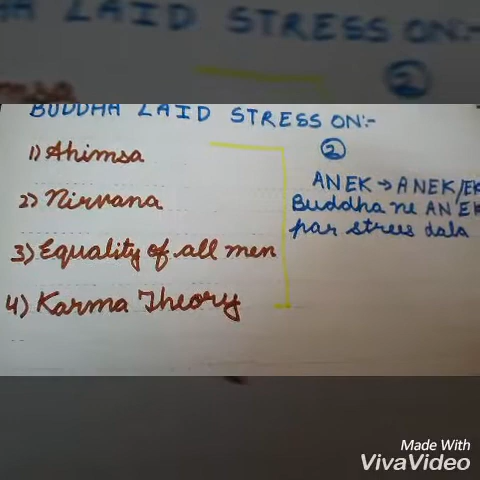 BUDDHA LAID STRESS ON:-
1) Ahimsa
2) Nirvana
3) Equality of all men
4) Karma Theory
2
ANEK → ANEK/EK
Buddha ne ANEK
par strees dala
Made With
VivaVideo